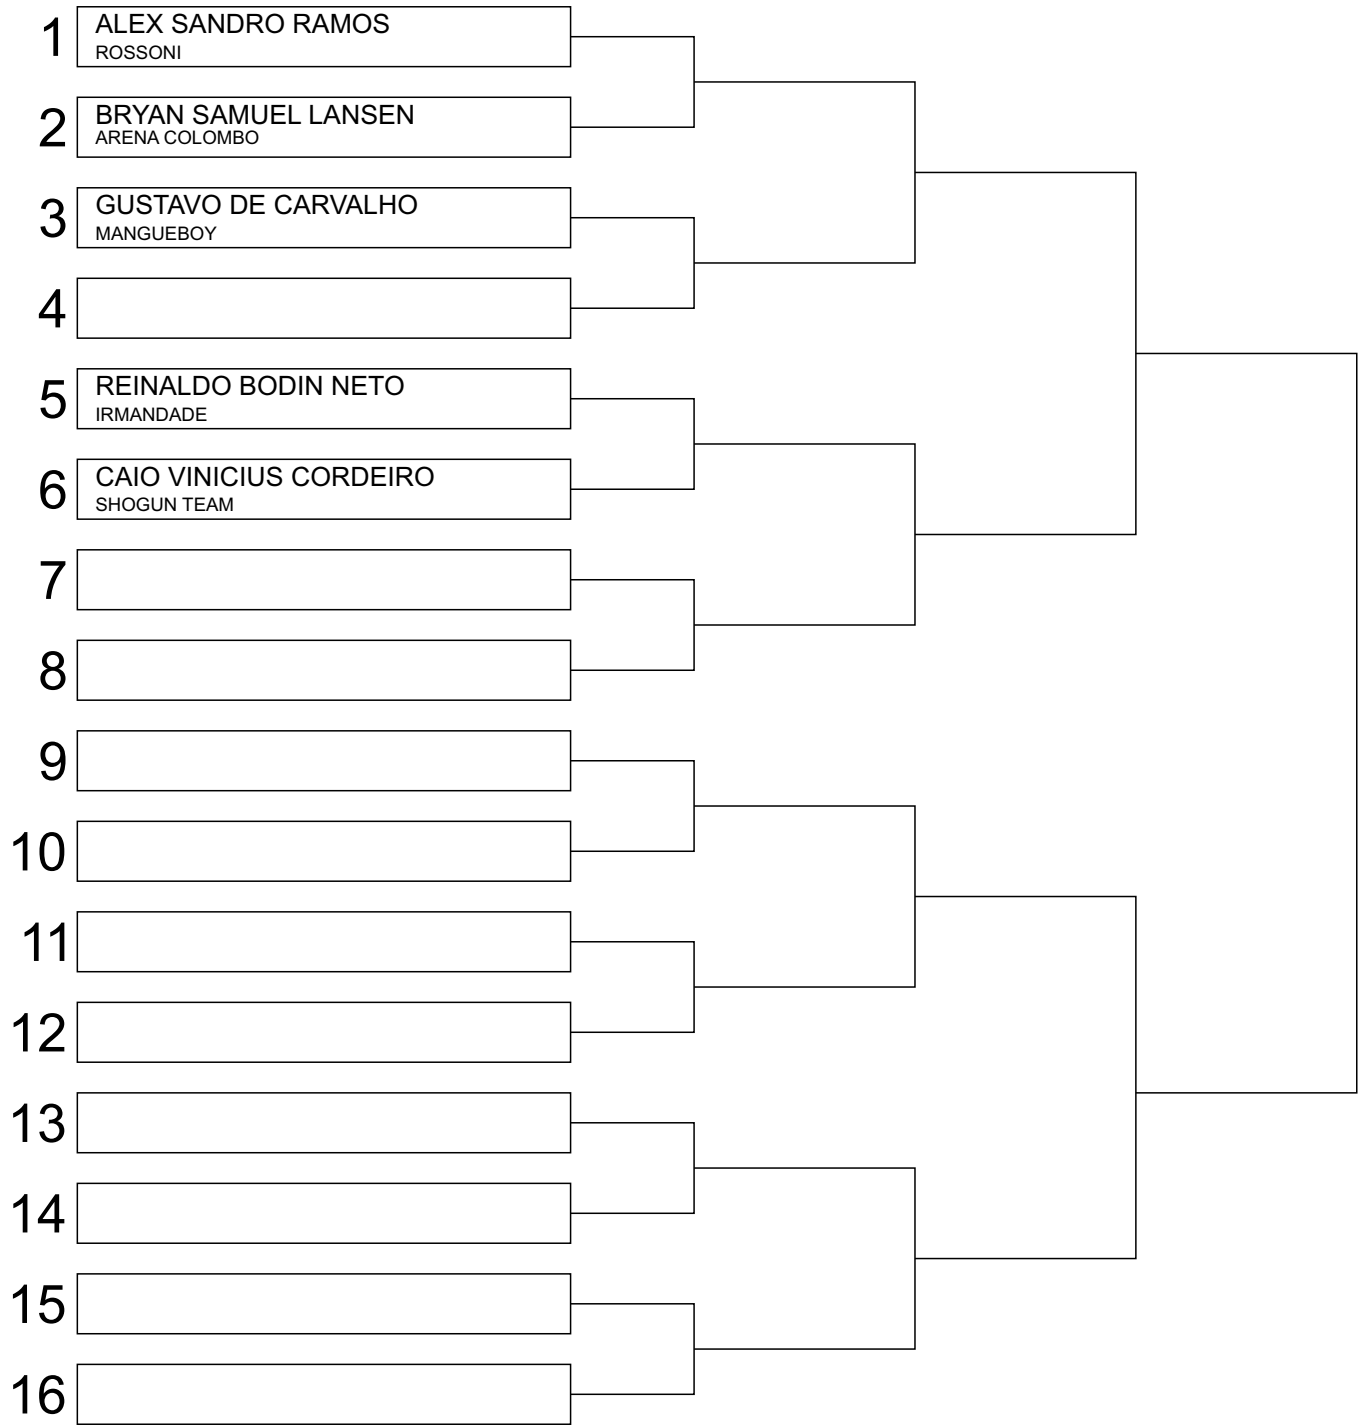 1
ALEX SANDRO RAMOS
ROSSONI
2
BRYAN SAMUEL LANSEN
ARENA COLOMBO
3
GUSTAVO DE CARVALHO
MANGUEBOY
4
5
REINALDO BODIN NETO
IRMANDADE
6
CAIO VINICIUS CORDEIRO
SHOGUN TEAM
7
8
9
10
11
12
13
14
15
16